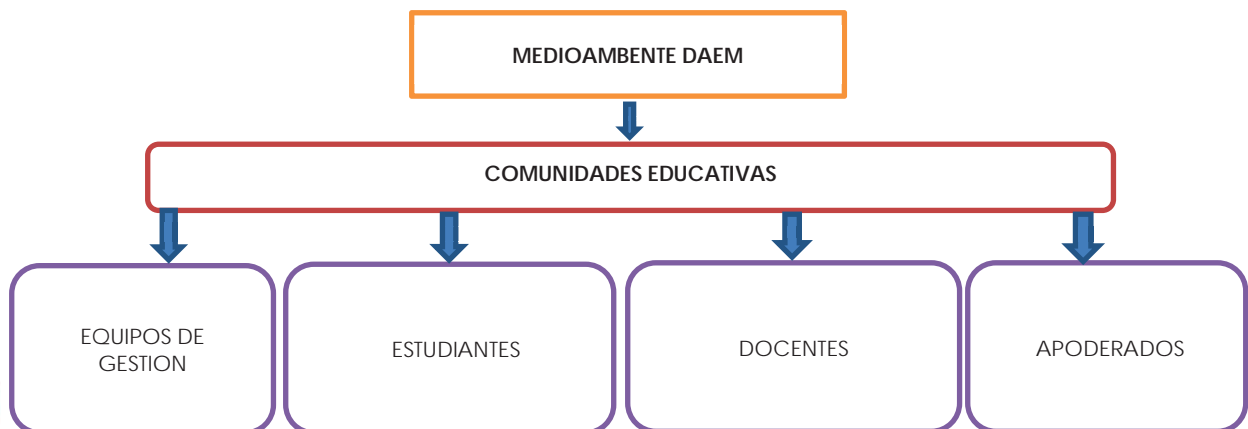 MEDIOAMBENTE DAEM
COMUNIDADES EDUCATIVAS
EQUIPOS DE
GESTION
ESTUDIANTES
DOCENTES
APODERADOS